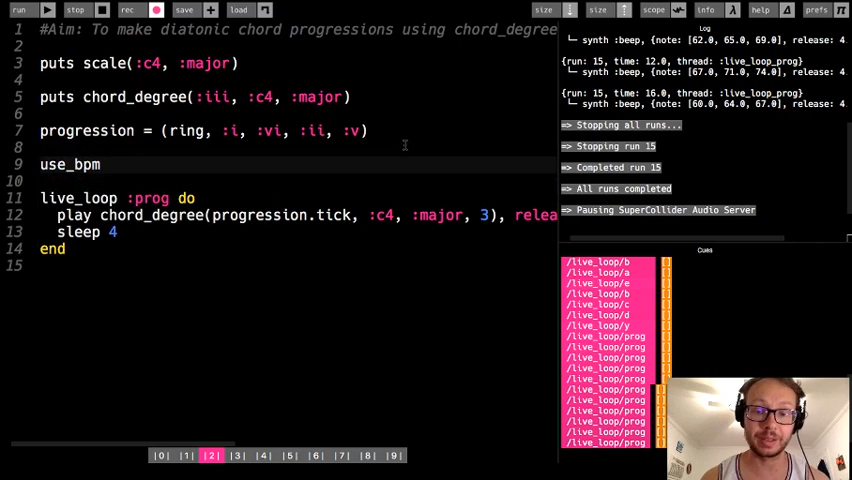 run stop rec save load size size scope info help prefs
1 #Aim: To make diatonic chord progressions using chord_degree
2
3 puts scale(:c4, :major)
4
5 puts chord_degree(:iii, :c4, :major)
6
7 progression = (ring, :i, :vi, :ii, :v)
8
9 use_bpm
10
11 live_loop :prog do
12 play chord_degree(progression.tick, :c4, :major, 3), relea
13 sleep 4
14 end
15
|0| |1| |2| |3| |4| |5| |6| |7| |8| |9|
Log
└─ synth :beep, {note: [62.0, 65.0, 69.0], release: 4.
{run: 15, time: 12.0, thread: :live_loop_prog}
└─ synth :beep, {note: [67.0, 71.0, 74.0], release: 4.
{run: 15, time: 16.0, thread: :live_loop_prog}
└─ synth :beep, {note: [60.0, 64.0, 67.0], release: 4.
=> Stopping all runs...
=> Stopping run 15
=> Completed run 15
=> All runs completed
=> Pausing SuperCollider Audio Server
Cues
/live_loop/b []
/live_loop/a []
/live_loop/e []
/live_loop/b []
/live_loop/c []
/live_loop/d []
/live_loop/y []
/live_loop/prog []
/live_loop/prog []
/live_loop/prog []
/live_loop/prog []
/live_loop/prog []
/live_loop/prog []
/live_loop/prog []
/live_loop/prog []
/live_loop/prog []
/live_loop/prog []
/live_loop/prog []